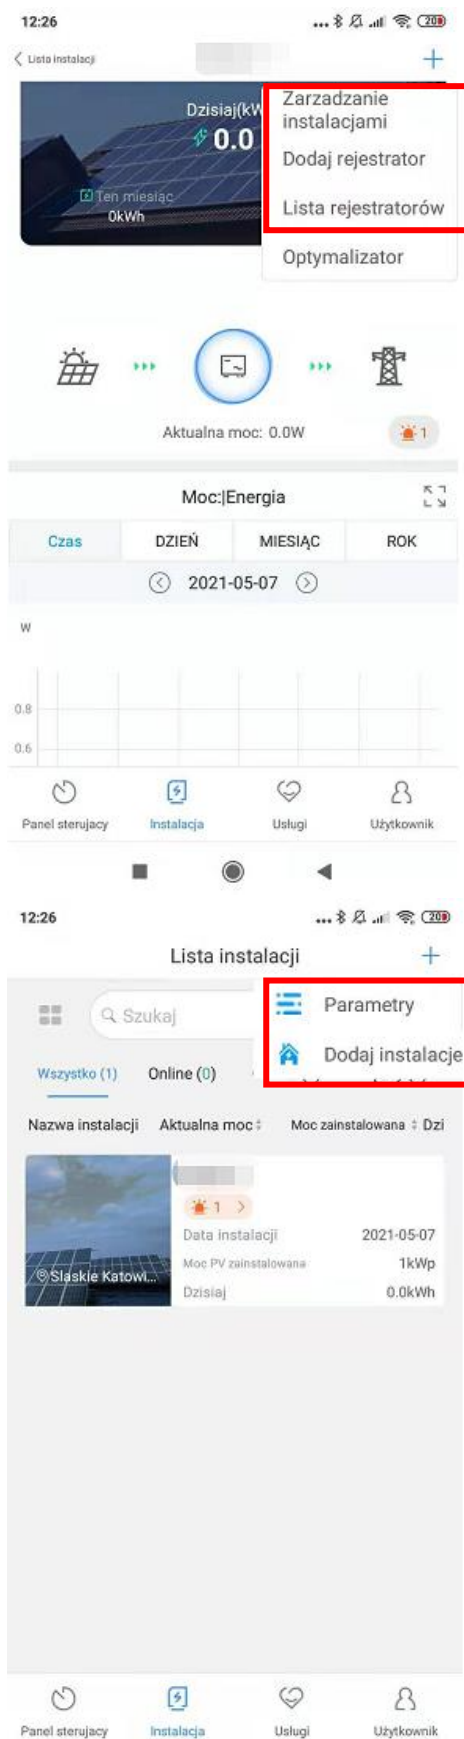 12:26
20
Lista instalacji
Dzisiaj(kW
0.0
Ten miesiąc
0kWh
Zarzadzanie
instalacjami
Dodaj rejestrator
Lista rejestratorów
Optymalizator
Aktualna moc: 0.0W
1
Moc:|Energia
Czas DZIEŃ MIESIĄC ROK
2021-05-07
W
0.8
0.6
Panel sterujacy Instalacja Usługi Użytkownik
12:26
20
Lista instalacji
Szukaj
Parametry
Dodaj instalacje
Wszystko (1) Online (0)
Nazwa instalacji Aktualna moc Moc zainstalowana Dzi
1
Data instalacji 2021-05-07
Moc PV zainstalowana 1kWp
Dzisiaj 0.0kWh
Slaskie Katowi...
Panel sterujacy Instalacja Usługi Użytkownik